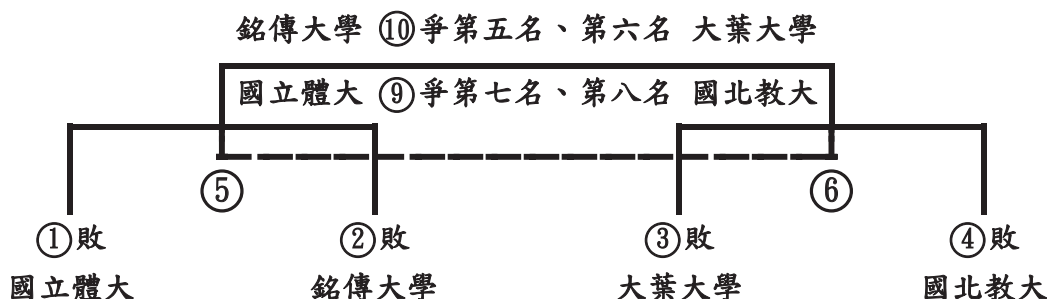 銘傳大學 ⑩爭第五名、第六名 大葉大學
國立體大 ⑨爭第七名、第八名 國北教大
⑤ ⑥
①敗 ②敗 ③敗 ④敗
國立體大 銘傳大學 大葉大學 國北教大